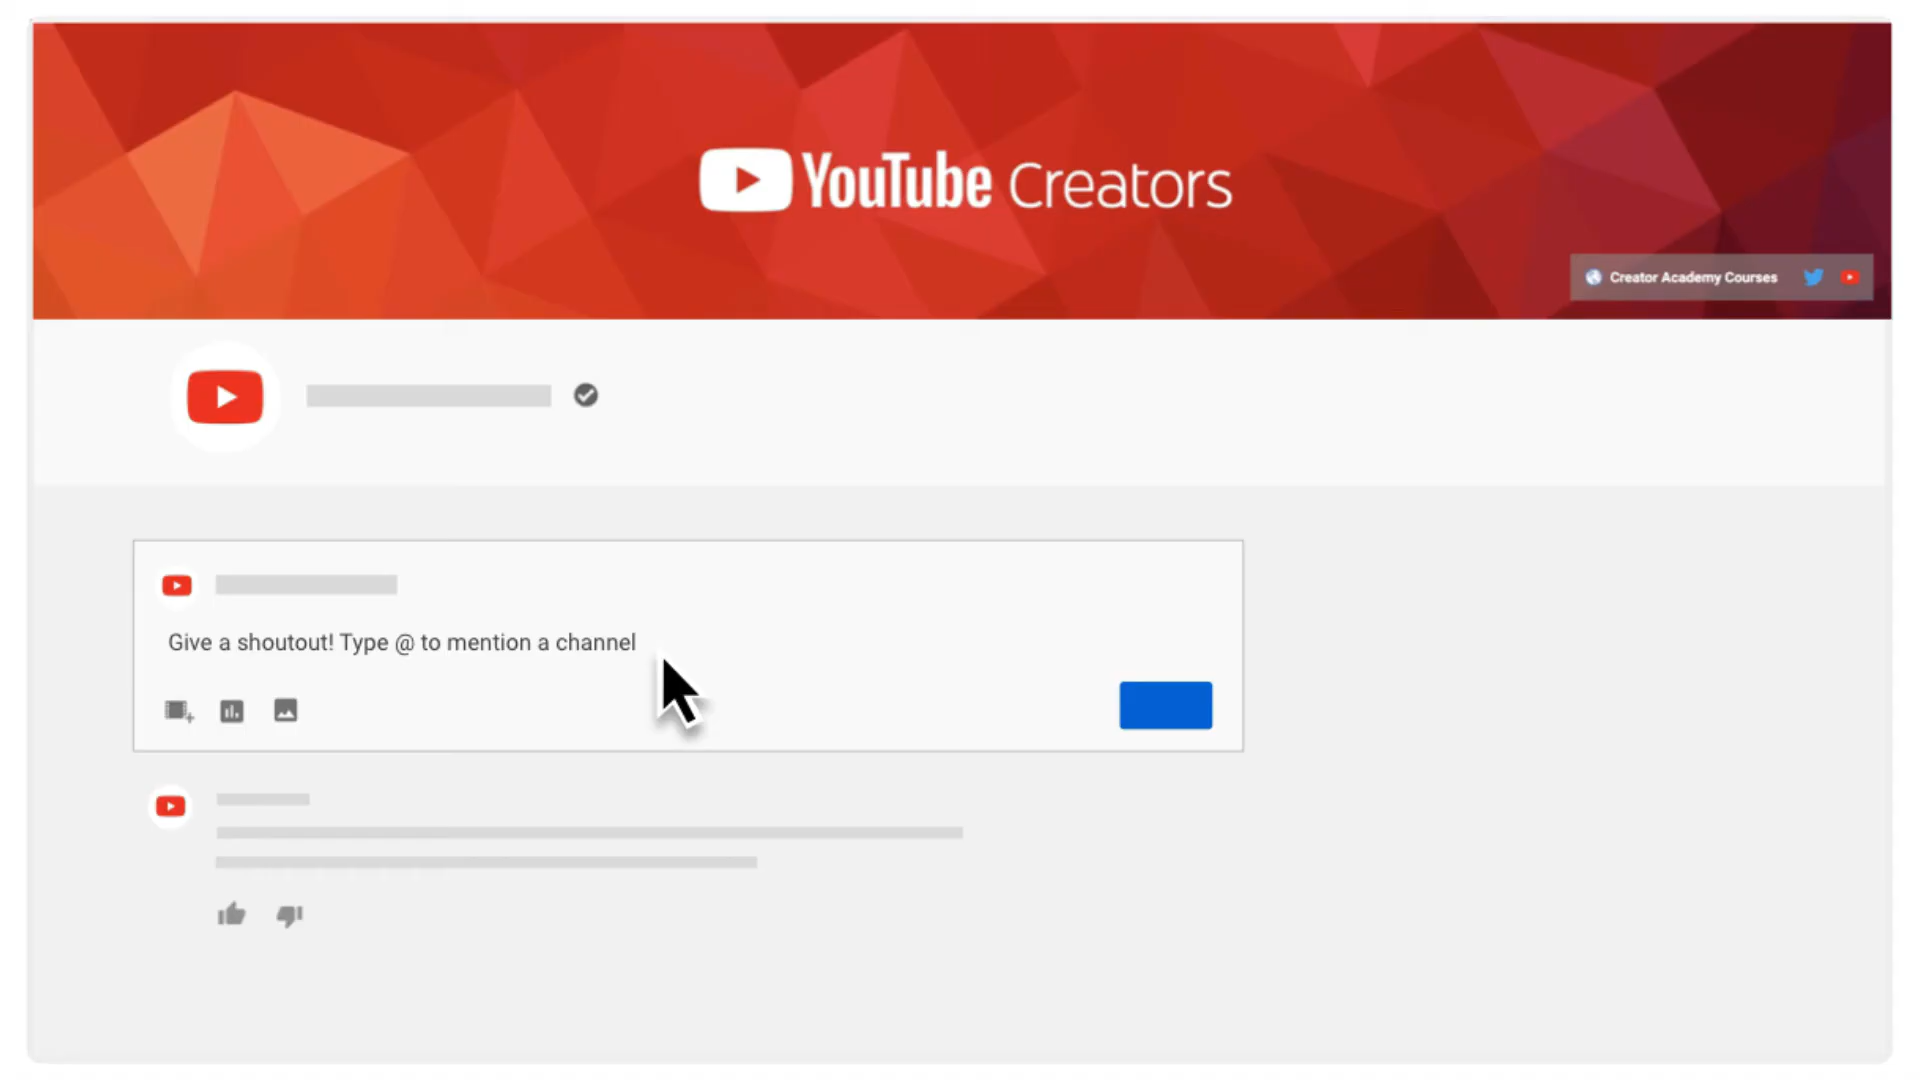 YouTube Creators
Creator Academy Courses
Give a shoutout! Type @ to mention a channel